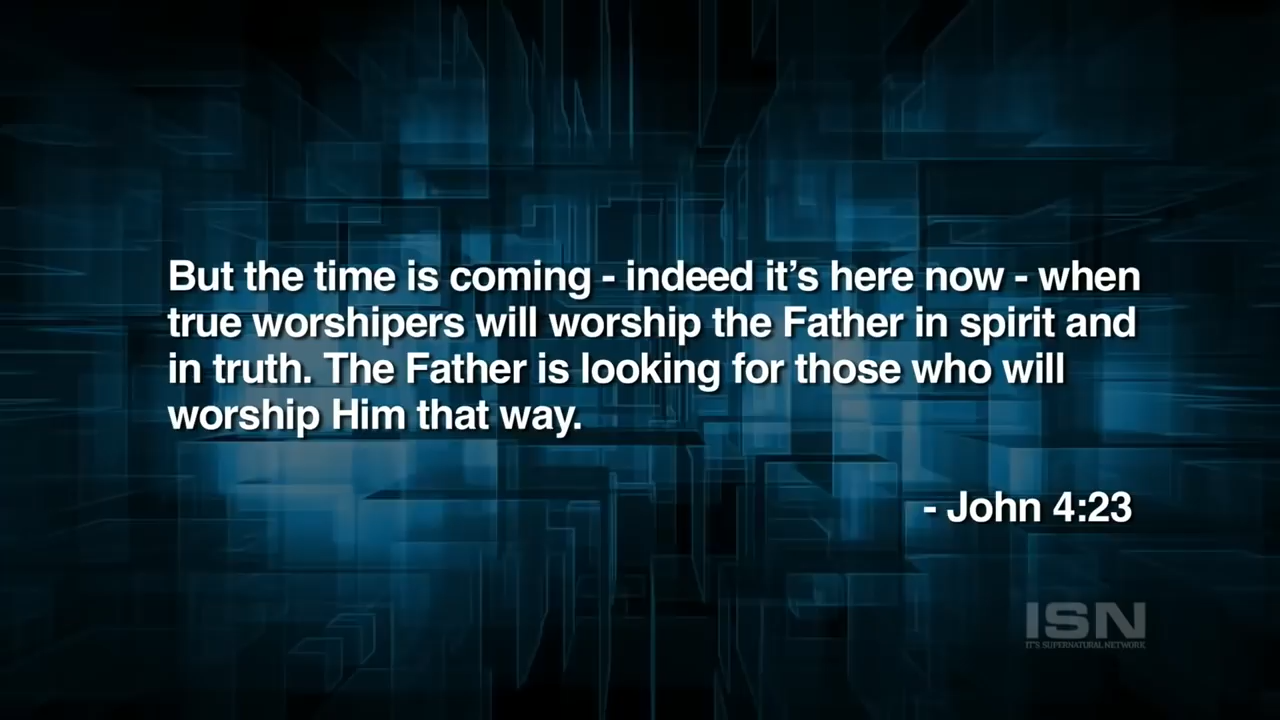 But the time is coming - indeed it’s here now - when
true worshipers will worship the Father in spirit and
in truth. The Father is looking for those who will
worship Him that way.
- John 4:23
ISN
IT'S SUPERNATURAL NETWORK